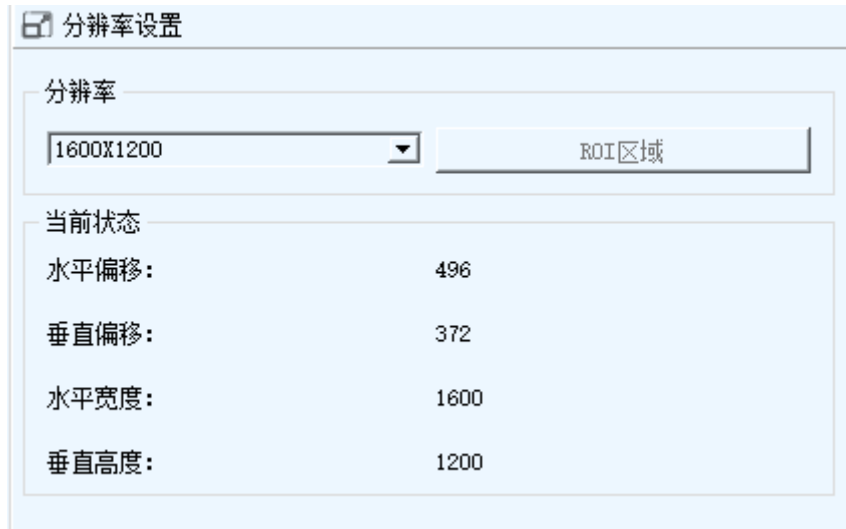 分辨率设置
分辨率
1600X1200 ROI区域
当前状态
水平偏移: 496
垂直偏移: 372
水平宽度: 1600
垂直高度: 1200